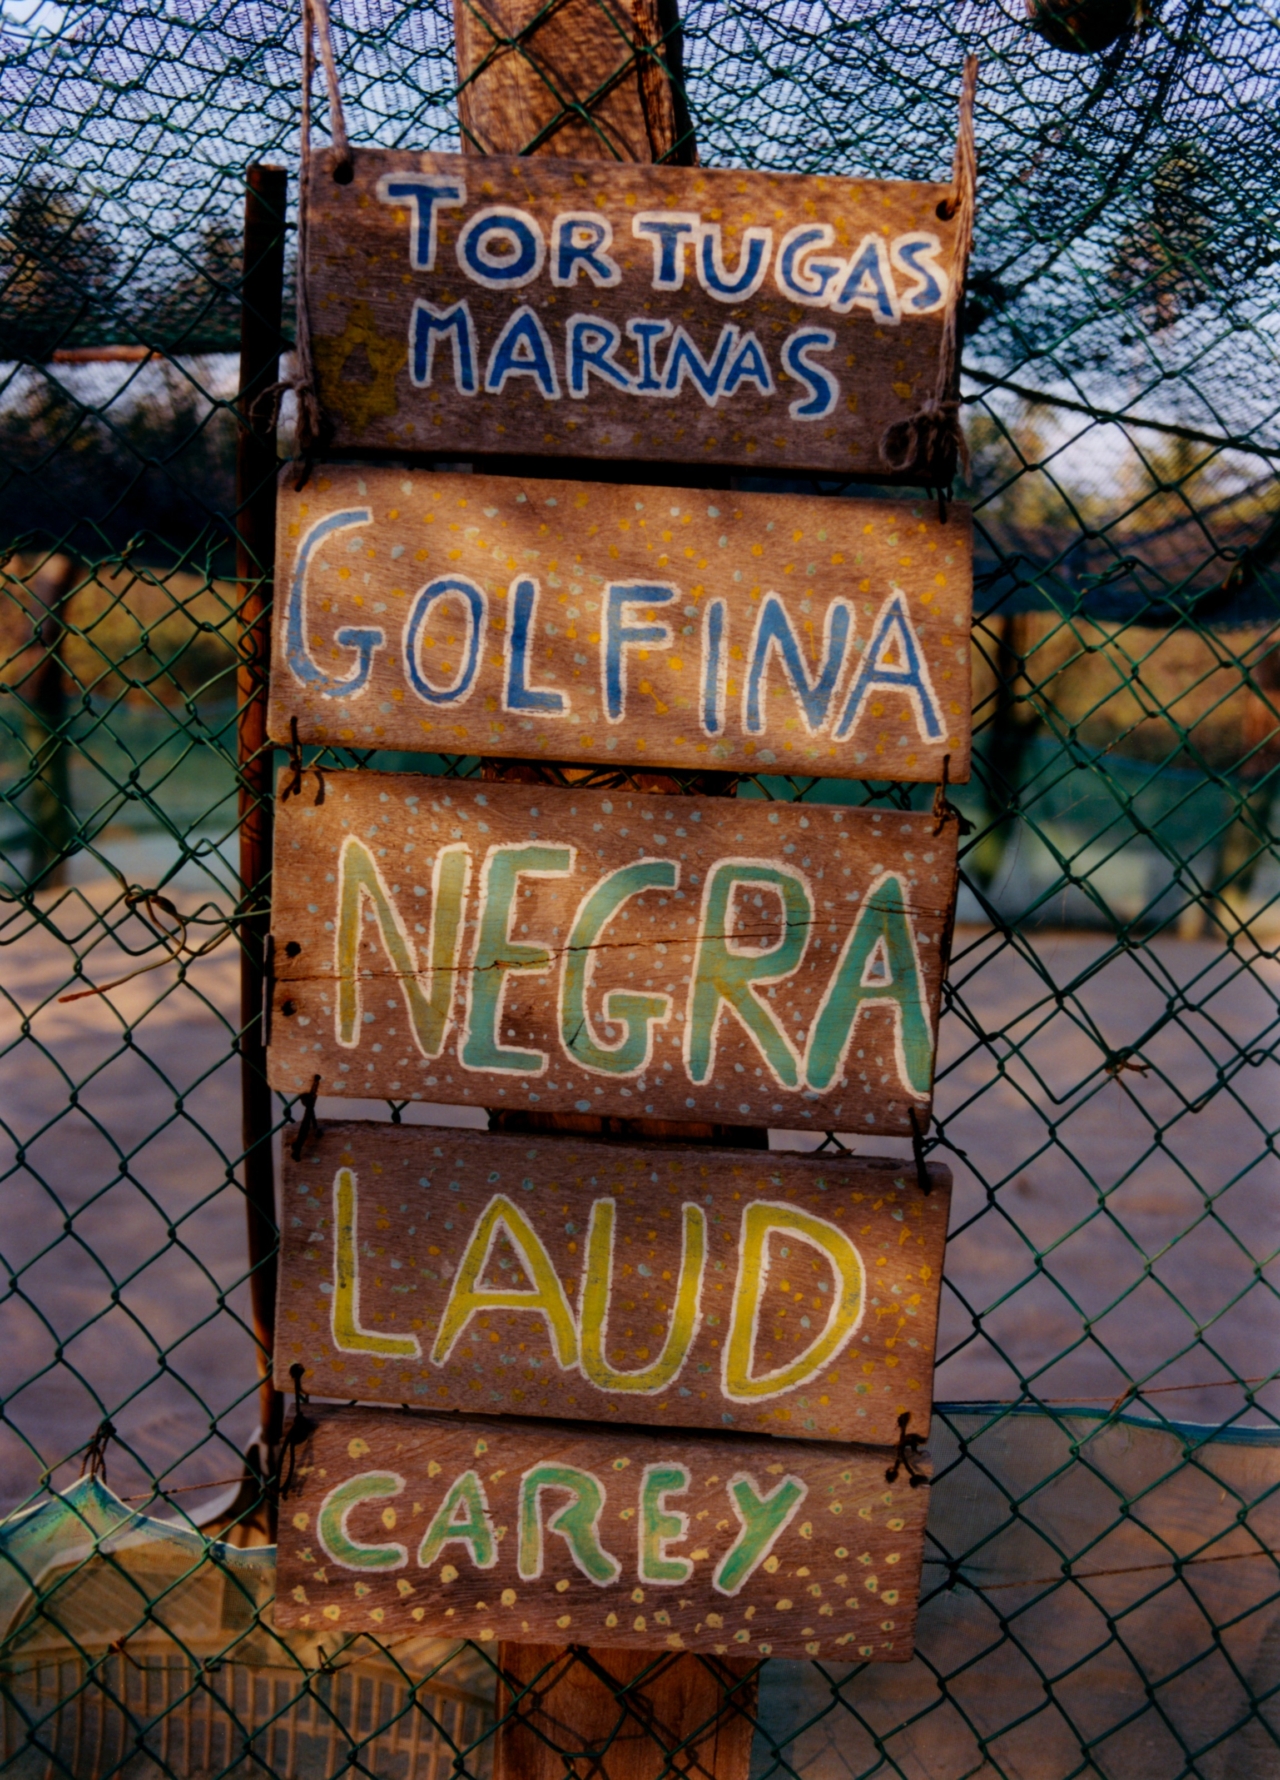 TORTUGAS
MARINAS
GOLFINA
NEGRA
LAUD
CAREY